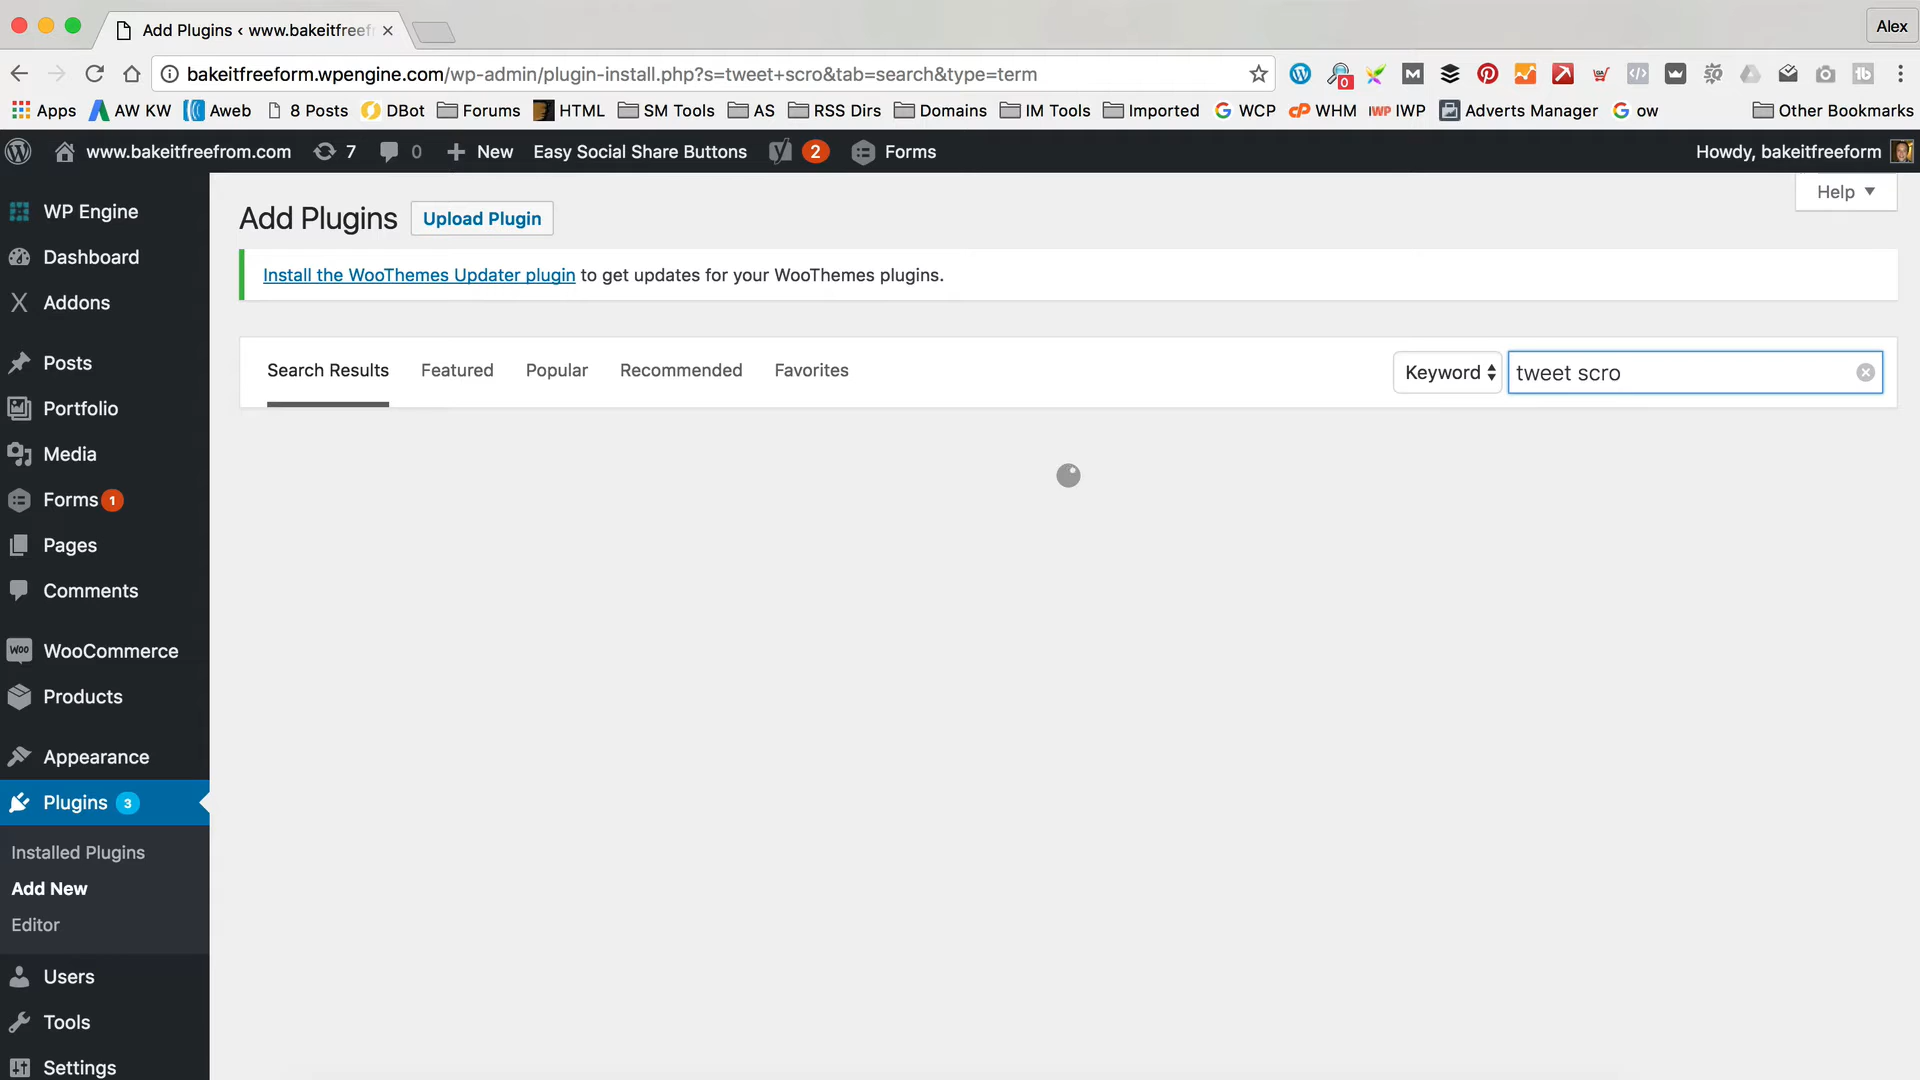 Add Plugins ‹ www.bakeitfreef
Alex
bakeitfreeform.wpengine.com/wp-admin/plugin-install.php?s=tweet+scro&tab=search&type=term
0
Apps AW KW Aweb 8 Posts DBot Forums HTML SM Tools AS RSS Dirs Domains IM Tools Imported WCP WHM IWP IWP Adverts Manager ow Other Bookmarks
www.bakeitfreefrom.com 7 0 New Easy Social Share Buttons 2 Forms Howdy, bakeitfreeform
Help
WP Engine
Dashboard
Addons
Posts
Portfolio
Media
Forms 1
Pages
Comments
WOO WooCommerce
Products
Appearance
Plugins 3
Installed Plugins
Add New
Editor
Users
Tools
Settings
Add Plugins Upload Plugin
Install the WooThemes Updater plugin to get updates for your WooThemes plugins.
Search Results Featured Popular Recommended Favorites Keyword tweet scro